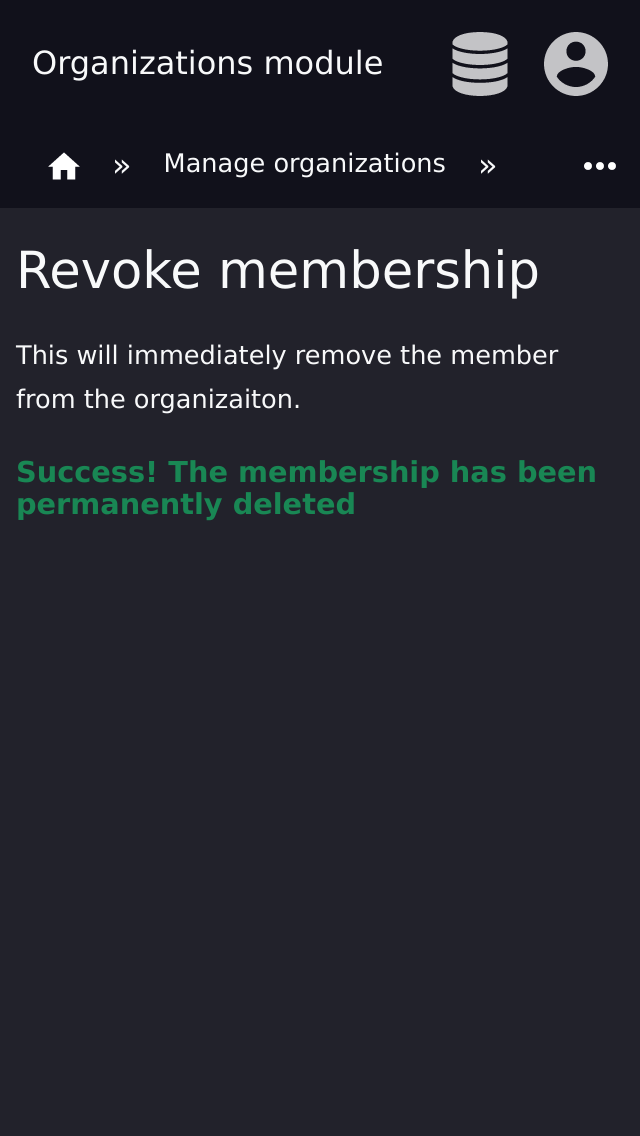 Organizations module
» Manage organizations »
Revoke membership
This will immediately remove the member
from the organizaiton.
Success! The membership has been
permanently deleted